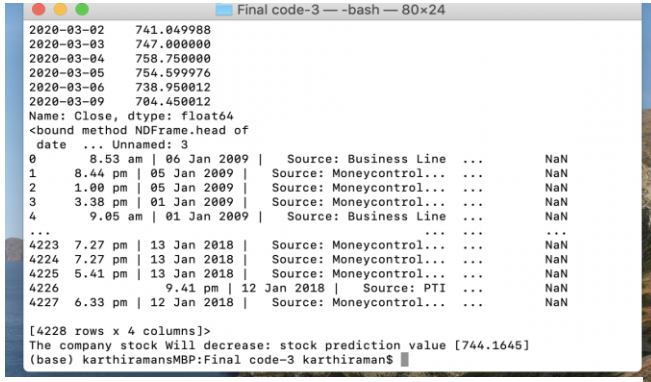 Final code-3 — -bash — 80×24
2020-03-02 741.049988
2020-03-03 747.000000
2020-03-04 758.750000
2020-03-05 754.599976
2020-03-06 738.950012
2020-03-09 704.450012
Name: Close, dtype: float64
<bound method NDFrame.head of
date ... Unnamed: 3
0 8.53 am | 06 Jan 2009 | Source: Business Line ... NaN
1 8.44 pm | 05 Jan 2009 | Source: Moneycontrol... ... NaN
2 1.00 pm | 05 Jan 2009 | Source: Moneycontrol... ... NaN
3 3.38 pm | 01 Jan 2009 | Source: Moneycontrol... ... NaN
4 9.05 am | 01 Jan 2009 | Source: Business Line ... NaN
... ... ... ...
4223 7.27 pm | 13 Jan 2018 | Source: Moneycontrol... ... NaN
4224 7.27 pm | 13 Jan 2018 | Source: Moneycontrol... ... NaN
4225 5.41 pm | 13 Jan 2018 | Source: Moneycontrol... ... NaN
4226 9.41 pm | 12 Jan 2018 | Source: PTI ... NaN
4227 6.33 pm | 12 Jan 2018 | Source: Moneycontrol... ... NaN
[4228 rows x 4 columns]>
The company stock Will decrease: stock prediction value [744.1645]
(base) karthiramansMBP:Final code-3 karthiraman$